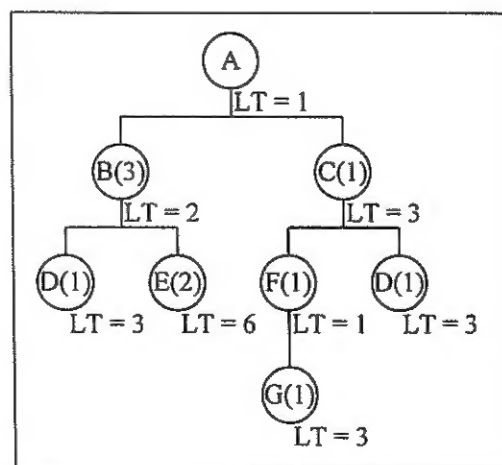 A
LT = 1
B(3) C(1)
LT = 2 LT = 3
D(1) E(2) F(1) D(1)
LT = 3 LT = 6 LT = 1 LT = 3
G(1)
LT = 3